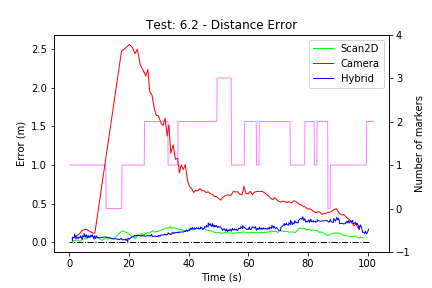 Test: 6.2 - Distance Error
Scan2D
Camera
Hybrid
Error (m)
2.5
2.0
1.5
1.0
0.5
0.0
4
3
2
1
0
−1
Number of markers
0
20
40
60
80
100
Time (s)